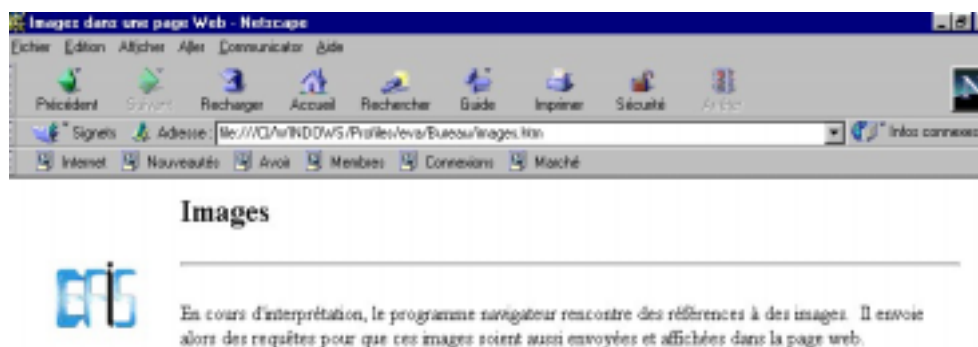 Images dans une page Web - Netscape
Fichier Edition Afficher Aller Communicator Aide
Précédent Suivant Recharger Accueil Rechercher Guide Imprimer Sécurité Arrêter
Signets Adresse : file:///C|/WINDOWS/Profiles/eva/Bureau/images.htm Infos connexes
Internet Nouveautés Avoir Membres Connexions Marché
Images
EAIS
En cours d'interprétation, le programme navigateur rencontre des références à des images. Il envoie
alors des requêtes pour que ces images soient aussi envoyées et affichées dans la page web.